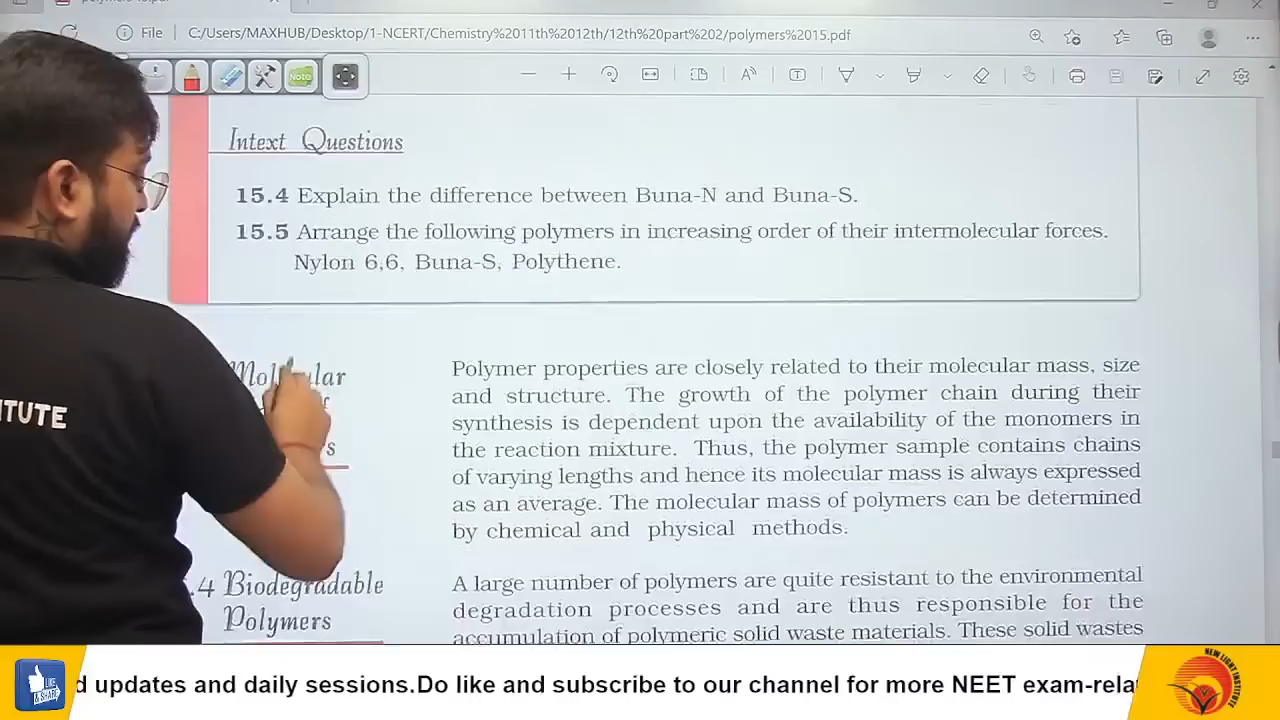 File
C:/Users/MAXHUB/Desktop/1-NCERT/Chemistry%2011th%2012th/12th%20part%202/polymers%2015.pdf
Note
Intext Questions
15.4 Explain the difference between Buna-N and Buna-S.
15.5 Arrange the following polymers in increasing order of their intermolecular forces.
Nylon 6,6, Buna-S, Polythene.
Polymer properties are closely related to their molecular mass, size
and structure. The growth of the polymer chain during their
synthesis is dependent upon the availability of the monomers in
the reaction mixture. Thus, the polymer sample contains chains
of varying lengths and hence its molecular mass is always expressed
as an average. The molecular mass of polymers can be determined
by chemical and physical methods.
.4 Biodegradable
Polymers
A large number of polymers are quite resistant to the environmental
degradation processes and are thus responsible for the
accumulation of polymeric solid waste materials. These solid wastes
ITUTE
LIKE
& SHARE
d updates and daily sessions.Do like and subscribe to our channel for more NEET exam-rela
NEW LIGHT INSTITUTE